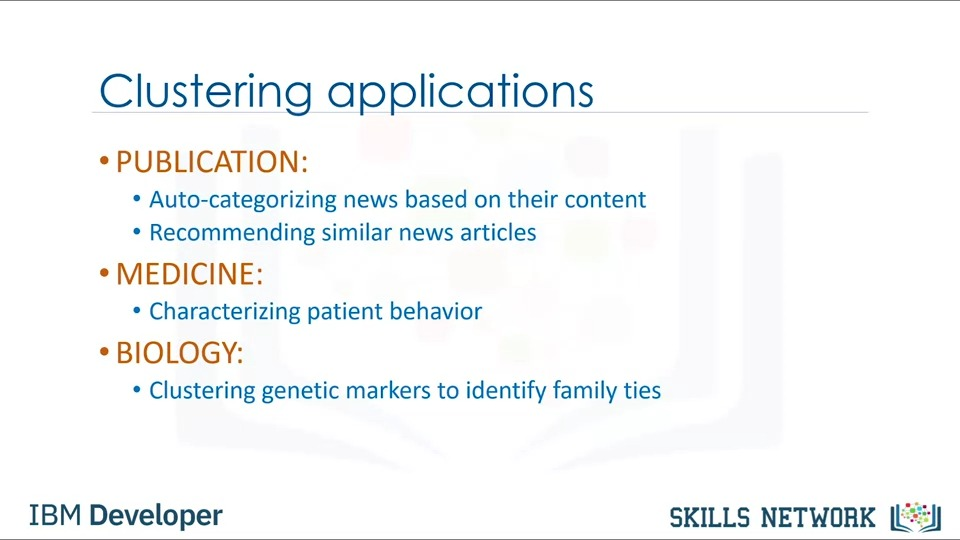 Clustering applications
• PUBLICATION:
• Auto-categorizing news based on their content
• Recommending similar news articles
• MEDICINE:
• Characterizing patient behavior
• BIOLOGY:
• Clustering genetic markers to identify family ties
IBM Developer
SKILLS NETWORK